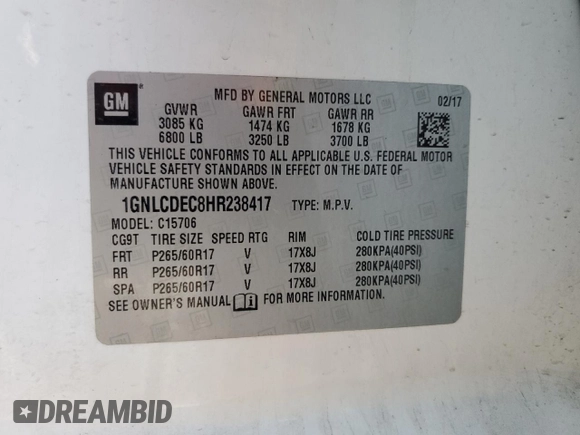 GM
MFD BY GENERAL MOTORS LLC 02/17
GVWR GAWR FRT GAWR RR
3085 KG 1474 KG 1678 KG
6800 LB 3250 LB 3700 LB
THIS VEHICLE CONFORMS TO ALL APPLICABLE U.S. FEDERAL MOTOR
VEHICLE SAFETY STANDARDS IN EFFECT ON THE DATE OF
MANUFACTURE SHOWN ABOVE.
1GNLCDEC8HR238417 TYPE: M.P.V.
MODEL: C15706
CG9T TIRE SIZE SPEED RTG RIM COLD TIRE PRESSURE
FRT P265/60R17 V 17X8J 280KPA(40PSI)
RR P265/60R17 V 17X8J 280KPA(40PSI)
SPA P265/60R17 V 17X8J 280KPA(40PSI)
SEE OWNER'S MANUAL FOR MORE INFORMATION.
DREAMBID